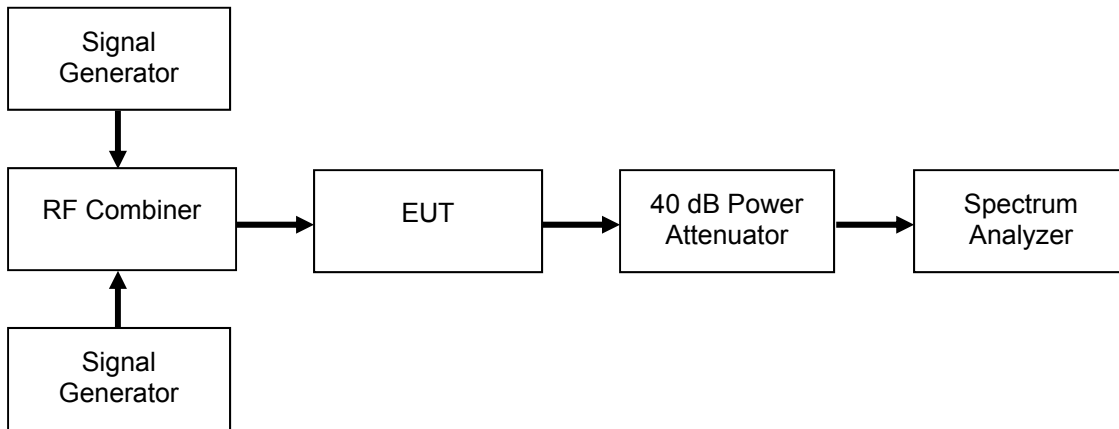 Signal
Generator
RF Combiner
EUT
40 dB Power
Attenuator
Spectrum
Analyzer
Signal
Generator